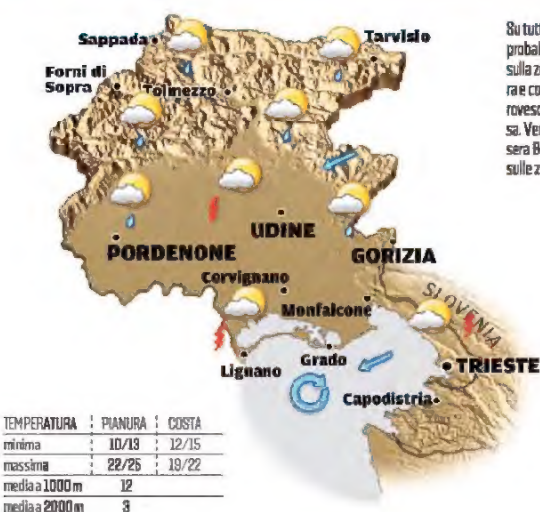 Sappada
Tarvisio
Forni di
Sopra
Tolmezzo
UDINE
PORDENONE
GORIZIA
Cervignano
Monfalcone
SLOVENIA
Lignano
Grado
TRIESTE
Capodistria
Su tutt
probal
sulla z
ra e co
rovesc
sa. Ver
sera B
sulle z
TEMPERATURA PIANURA COSTA
minima 10/13 12/15
massima 22/25 19/22
media a 1000 m 12
media a 2000 m 3